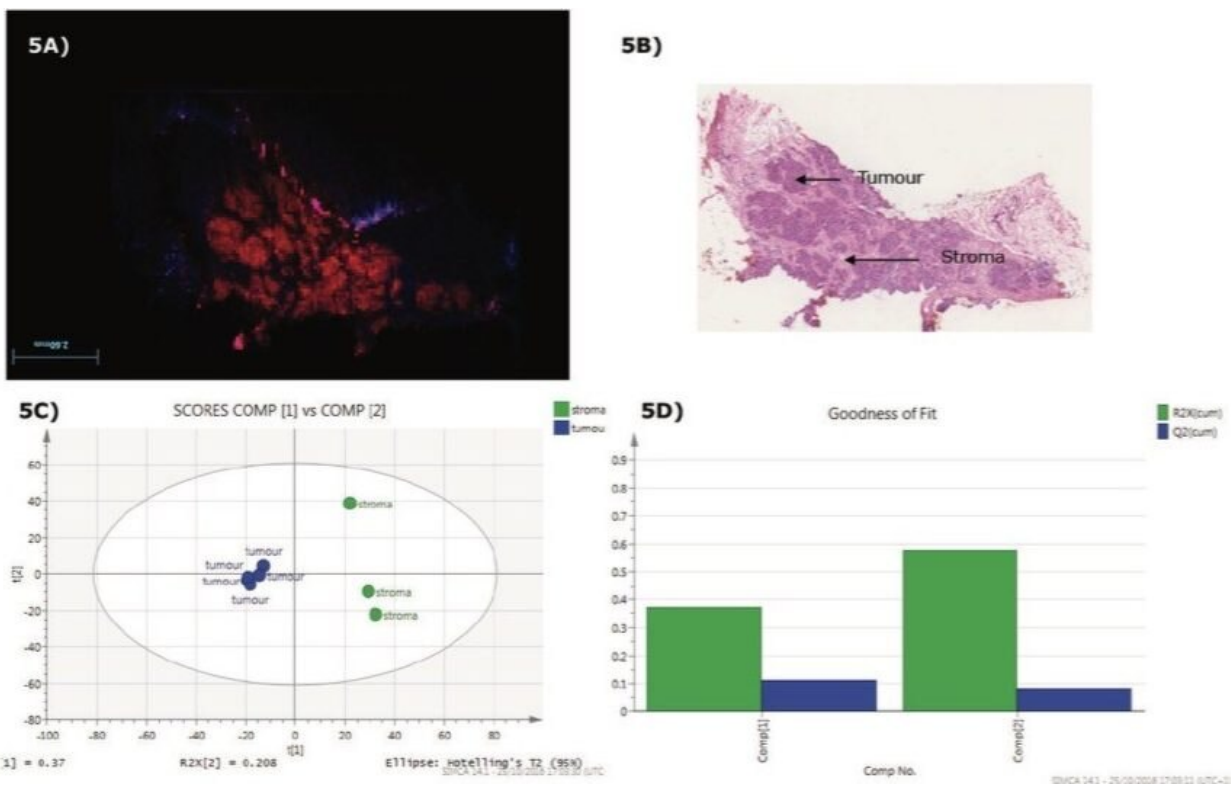 5A)
2.60mm
5B)
Tumour
Stroma
5C)
SCORES COMP [1] vs COMP [2]
stroma
tumou
t[2]
60
40
20
0
-20
-40
-60
-80
stroma
tumour
tumour
tumour
tumour
tumour
stroma
stroma
-100
-80
-60
-40
-20
0
20
40
60
80
t[1]
1] = 0.37
R2X[2] = 0.208
Ellipse: Hotelling's T2 (95%)
5D)
Goodness of Fit
R2X(cum)
Q2(cum)
0.9
0.8
0.7
0.6
0.5
0.4
0.3
0.2
0.1
0
Comp[1]
Comp[2]
Comp No.